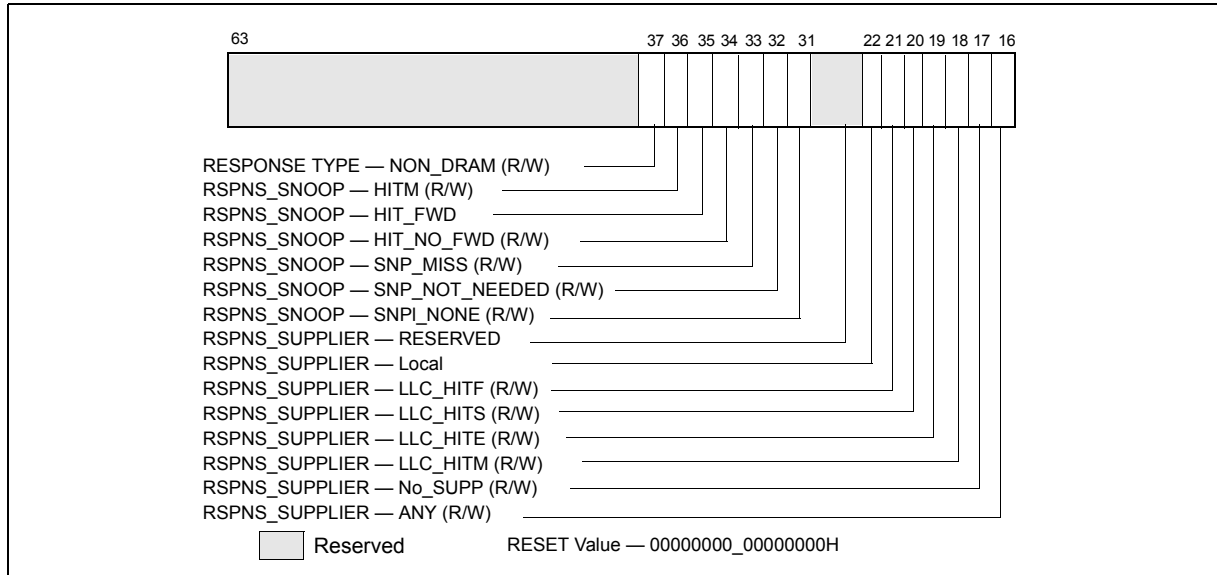 63 37 36 35 34 33 32 31 22 21 20 19 18 17 16
RESPONSE TYPE — NON_DRAM (R/W)
RSPNS_SNOOP — HITM (R/W)
RSPNS_SNOOP — HIT_FWD
RSPNS_SNOOP — HIT_NO_FWD (R/W)
RSPNS_SNOOP — SNP_MISS (R/W)
RSPNS_SNOOP — SNP_NOT_NEEDED (R/W)
RSPNS_SNOOP — SNPI_NONE (R/W)
RSPNS_SUPPLIER — RESERVED
RSPNS_SUPPLIER — Local
RSPNS_SUPPLIER — LLC_HITF (R/W)
RSPNS_SUPPLIER — LLC_HITS (R/W)
RSPNS_SUPPLIER — LLC_HITE (R/W)
RSPNS_SUPPLIER — LLC_HITM (R/W)
RSPNS_SUPPLIER — No_SUPP (R/W)
RSPNS_SUPPLIER — ANY (R/W)
Reserved RESET Value — 00000000_00000000H